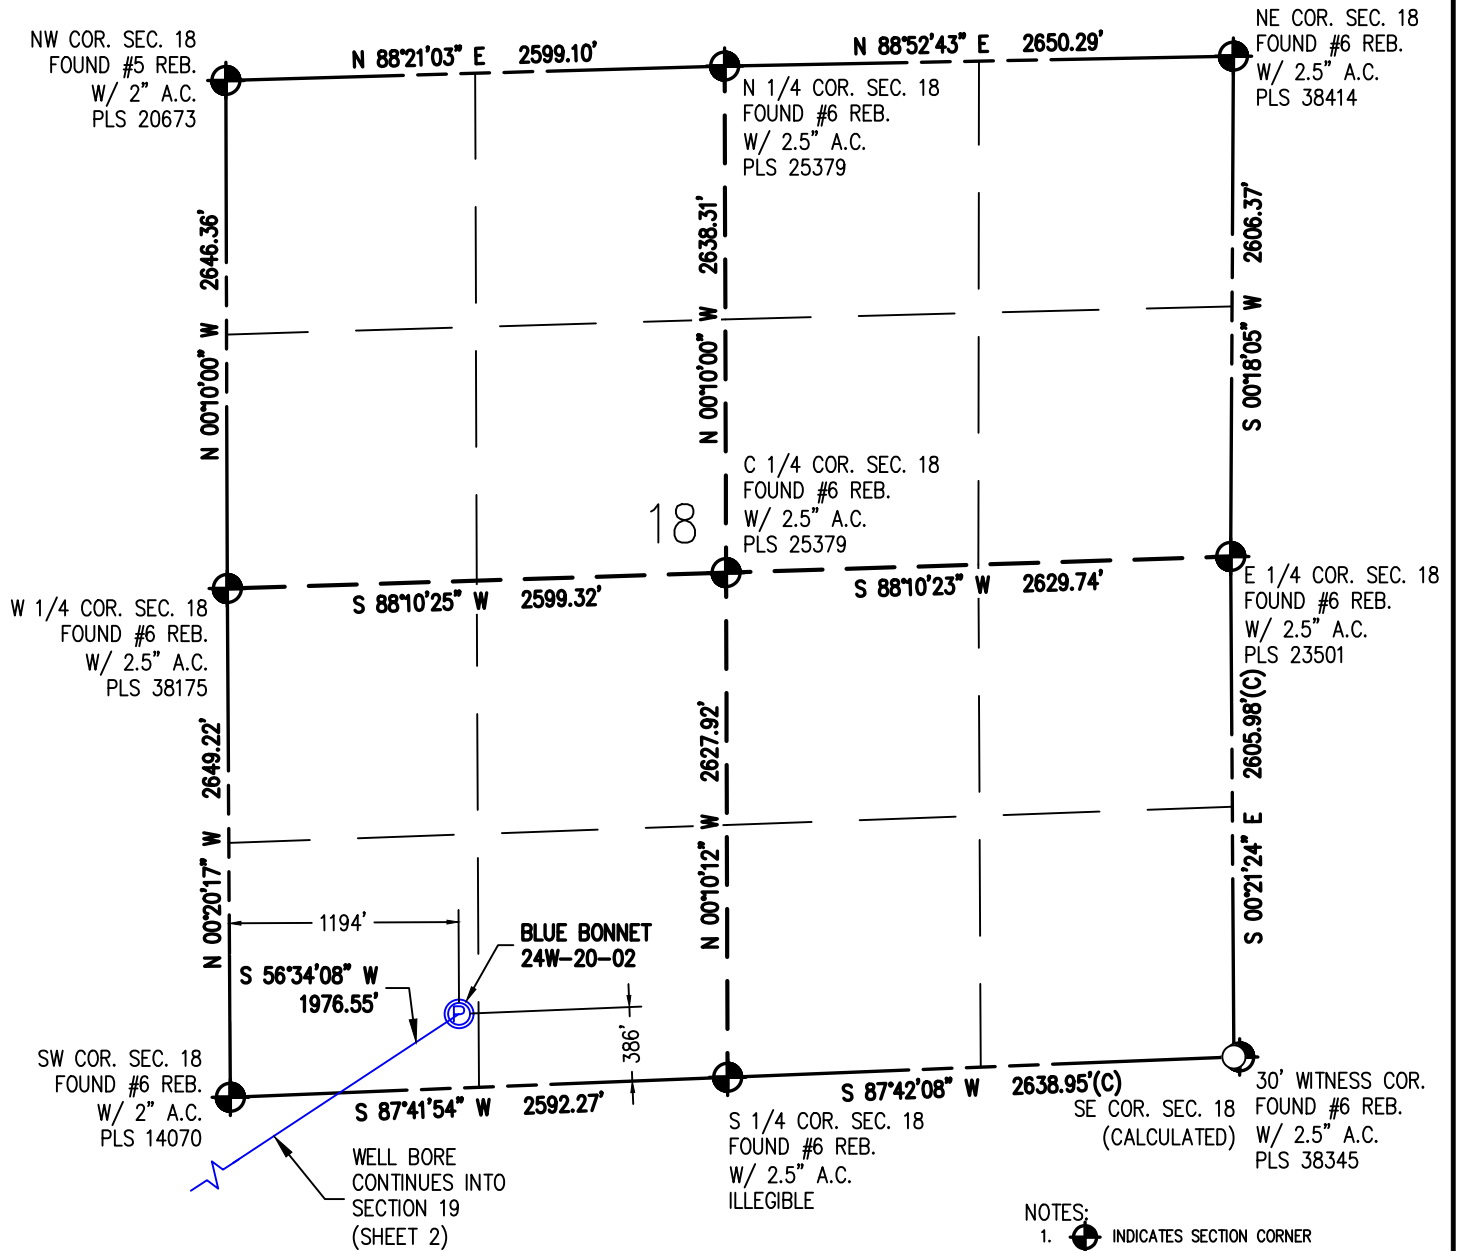 NW COR. SEC. 18
FOUND #5 REB.
W/ 2" A.C.
PLS 20673
N 88°21'03" E 2599.10'
N 88°52'43" E 2650.29'
NE COR. SEC. 18
FOUND #6 REB.
W/ 2.5" A.C.
PLS 38414
N 1/4 COR. SEC. 18
FOUND #6 REB.
W/ 2.5" A.C.
PLS 25379
N 00°10'00" W 2646.36'
N 00°10'00" W 2638.31'
S 00°18'05" W 2606.37'
18
C 1/4 COR. SEC. 18
FOUND #6 REB.
W/ 2.5" A.C.
PLS 25379
S 88°10'25" W 2599.32'
S 88°10'23" W 2629.74'
W 1/4 COR. SEC. 18
FOUND #6 REB.
W/ 2.5" A.C.
PLS 38175
E 1/4 COR. SEC. 18
FOUND #6 REB.
W/ 2.5" A.C.
PLS 23501
N 00°20'17" W 2649.22'
N 00°10'12" W 2627.92'
S 00°21'24" E 2605.98'(C)
1194'
BLUE BONNET
24W-20-02
S 56°34'08" W
1976.55'
P
386'
SW COR. SEC. 18
FOUND #6 REB.
W/ 2" A.C.
PLS 14070
S 87°41'54" W 2592.27'
S 87°42'08" W 2638.95'(C)
S 1/4 COR. SEC. 18
FOUND #6 REB.
W/ 2.5" A.C.
ILLEGIBLE
SE COR. SEC. 18
(CALCULATED)
30' WITNESS COR.
FOUND #6 REB.
W/ 2.5" A.C.
PLS 38345
WELL BORE
CONTINUES INTO
SECTION 19
(SHEET 2)
NOTES:
1. INDICATES SECTION CORNER